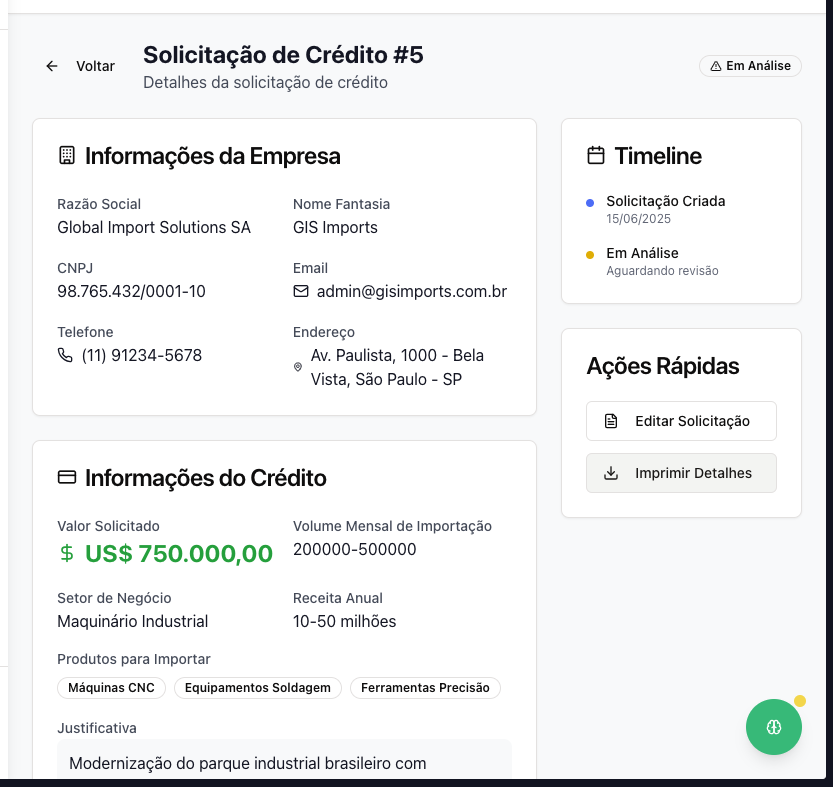 Voltar
Solicitação de Crédito #5
Detalhes da solicitação de crédito
Em Análise
Informações da Empresa
Razão Social
Global Import Solutions SA
Nome Fantasia
GIS Imports
CNPJ
98.765.432/0001-10
Email
admin@gisimports.com.br
Telefone
(11) 91234-5678
Endereço
Av. Paulista, 1000 - Bela
Vista, São Paulo - SP
Informações do Crédito
Valor Solicitado
$ US$ 750.000,00
Volume Mensal de Importação
200000-500000
Setor de Negócio
Maquinário Industrial
Receita Anual
10-50 milhões
Produtos para Importar
Máquinas CNC
Equipamentos Soldagem
Ferramentas Precisão
Justificativa
Modernização do parque industrial brasileiro com
Timeline
Solicitação Criada
15/06/2025
Em Análise
Aguardando revisão
Ações Rápidas
Editar Solicitação
Imprimir Detalhes